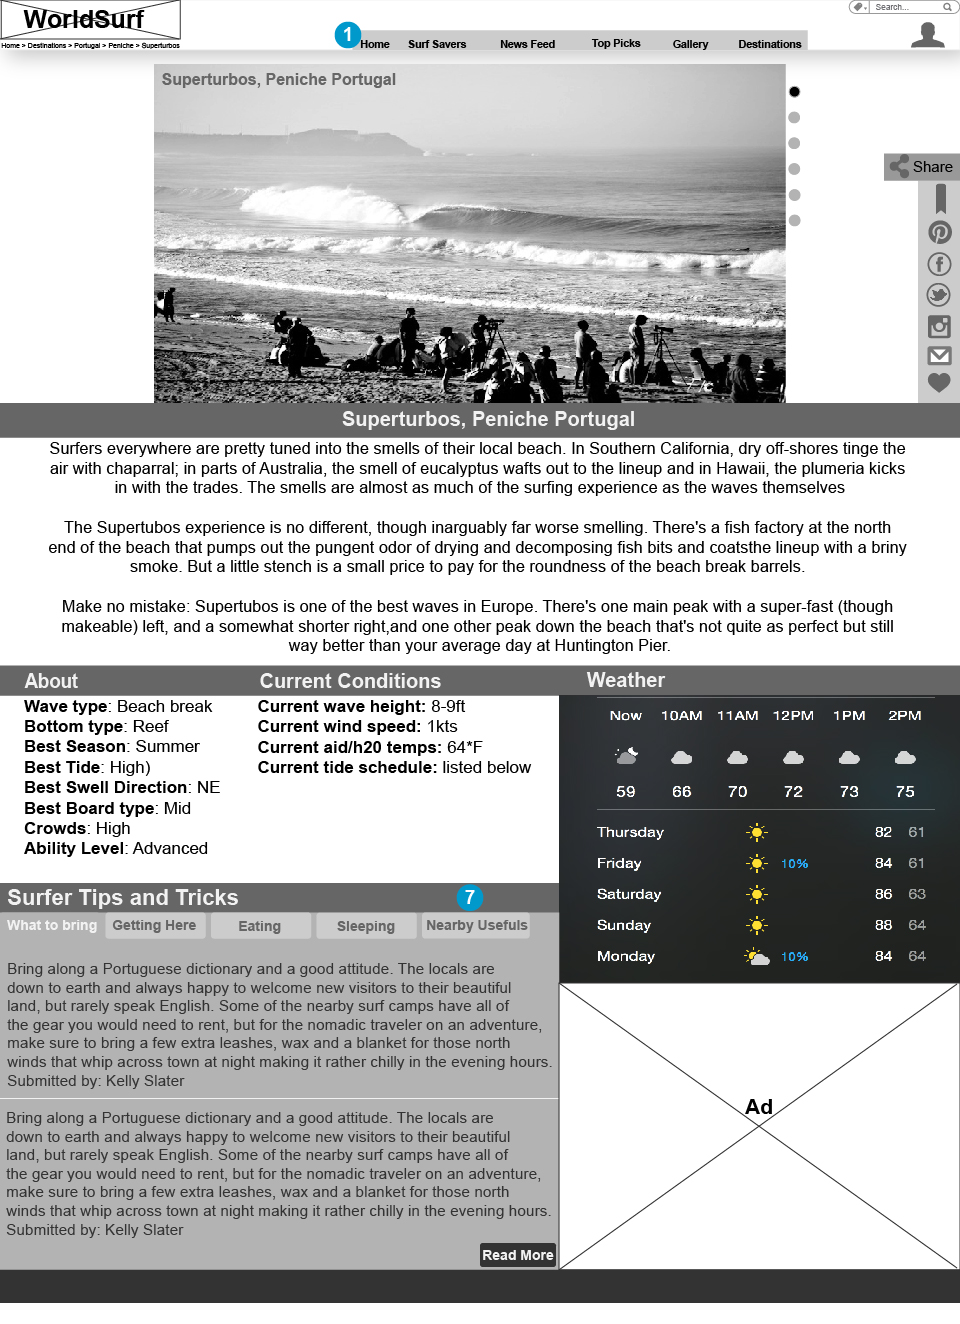 WorldSurf
Search...
Home > Destinations > Portugal > Peniche > Superturbos
1
Home Surf Savers News Feed Top Picks Gallery Destinations
Superturbos, Peniche Portugal
Share
Superturbos, Peniche Portugal
Surfers everywhere are pretty tuned into the smells of their local beach. In Southern California, dry off-shores tinge the
air with chaparral; in parts of Australia, the smell of eucalyptus wafts out to the lineup and in Hawaii, the plumeria kicks
in with the trades. The smells are almost as much of the surfing experience as the waves themselves
The Supertubos experience is no different, though inarguably far worse smelling. There's a fish factory at the north
end of the beach that pumps out the pungent odor of drying and decomposing fish bits and coatsthe lineup with a briny
smoke. But a little stench is a small price to pay for the roundness of the beach break barrels.
Make no mistake: Supertubos is one of the best waves in Europe. There's one main peak with a super-fast (though
makeable) left, and a somewhat shorter right,and one other peak down the beach that's not quite as perfect but still
way better than your average day at Huntington Pier.
About
Wave type: Beach break
Bottom type: Reef
Best Season: Summer
Best Tide: High)
Best Swell Direction: NE
Best Board type: Mid
Crowds: High
Ability Level: Advanced
Current Conditions
Current wave height: 8-9ft
Current wind speed: 1kts
Current aid/h20 temps: 64*F
Current tide schedule: listed below
Weather
Now 10AM 11AM 12PM 1PM 2PM
59 66 70 72 73 75
Thursday 82 61
Friday 10% 84 61
Saturday 86 63
Sunday 88 64
Monday 10% 84 64
Surfer Tips and Tricks 7
What to bring Getting Here Eating Sleeping Nearby Usefuls
Bring along a Portuguese dictionary and a good attitude. The locals are
down to earth and always happy to welcome new visitors to their beautiful
land, but rarely speak English. Some of the nearby surf camps have all of
the gear you would need to rent, but for the nomadic traveler on an adventure,
make sure to bring a few extra leashes, wax and a blanket for those north
winds that whip across town at night making it rather chilly in the evening hours.
Submitted by: Kelly Slater
Bring along a Portuguese dictionary and a good attitude. The locals are
down to earth and always happy to welcome new visitors to their beautiful
land, but rarely speak English. Some of the nearby surf camps have all of
the gear you would need to rent, but for the nomadic traveler on an adventure,
make sure to bring a few extra leashes, wax and a blanket for those north
winds that whip across town at night making it rather chilly in the evening hours.
Submitted by: Kelly Slater
Read More
Ad